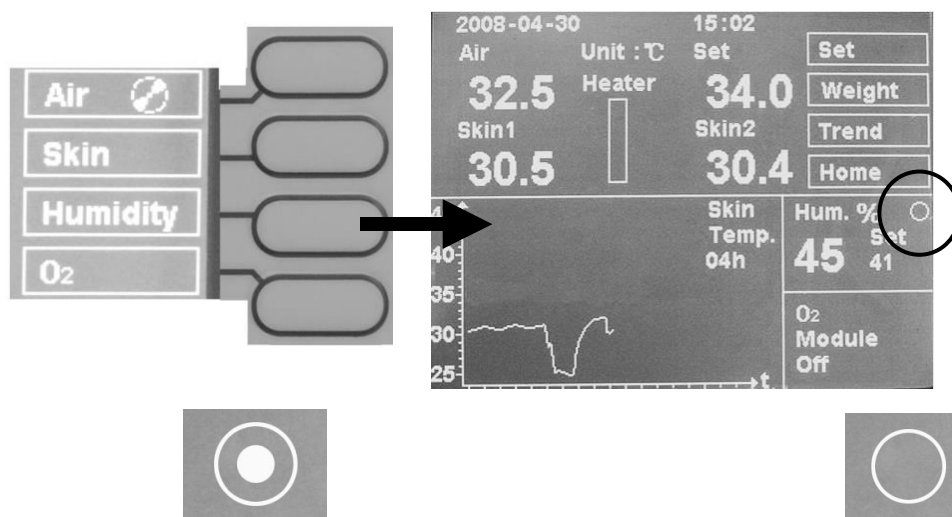 Air
Skin
Humidity
O2
2008-04-30 15:02
Air Unit : ℃ Set
32.5 Heater 34.0
Skin1 Skin2
30.5 30.4
Set
Weight
Trend
Home
40
35
30
25
Skin
Temp.
04h
t
Hum. %
45 Set
41
O2
Module
Off